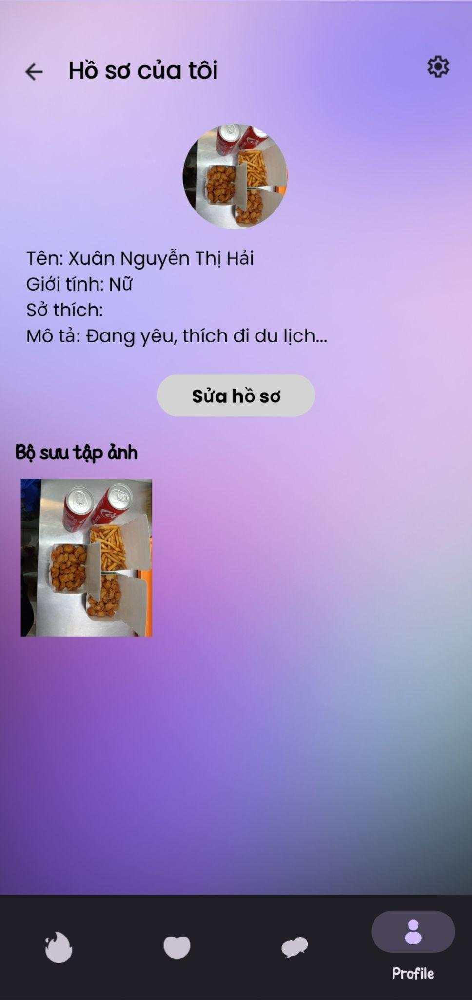 Hồ sơ của tôi
Tên: Xuân Nguyễn Thị Hải
Giới tính: Nữ
Sở thích:
Mô tả: Đang yêu, thích đi du lịch...
Sửa hồ sơ
Bộ sưu tập ảnh
Profile